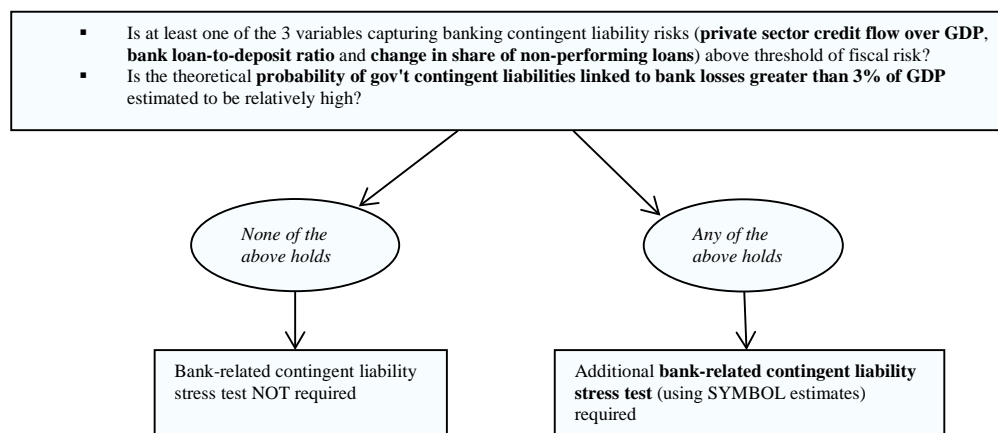 ▪ Is at least one of the 3 variables capturing banking contingent liability risks (private sector credit flow over GDP,
bank loan-to-deposit ratio and change in share of non-performing loans) above threshold of fiscal risk?
▪ Is the theoretical probability of gov't contingent liabilities linked to bank losses greater than 3% of GDP
estimated to be relatively high?
None of the
above holds
Any of the
above holds
Bank-related contingent liability
stress test NOT required
Additional bank-related contingent liability
stress test (using SYMBOL estimates)
required